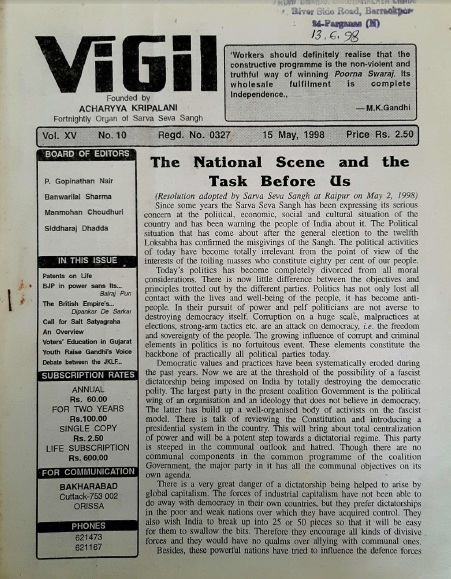 River Side Road, Barrackpor
24-Parganas (N)
13.6.98
ViGil
Founded by
ACHARYYA KRIPALANI
Fortnightly Organ of Sarva Seva Sangh
'Workers should definitely realise that the
constructive programme is the non-violent and
truthful way of winning Poorna Swaraj. Its
wholesale fulfilment is complete
Independence..
— M.K.Gandhi
Vol. XV No. 10 Regd. No. 0327 15 May, 1998 Price Rs. 2.50
BOARD OF EDITORS
P. Gopinathan Nair
Banwarilal Sharma
Manmohan Choudhuri
Siddharaj Dhadda
IN THIS ISSUE
Patents on Life
BJP in power sans its...
Balraj Puri
The British Empire's...
Dipankar De Sarkar
Call for Salt Satyagraha
An Overview
Voters' Education in Gujarat
Youth Raise Gandhi's Voice
Debate between the JKLF...
SUBSCRIPTION RATES
ANNUAL
Rs. 60.00
FOR TWO YEARS
Rs.100.00
SINGLE COPY
Rs. 2.50
LIFE SUBSCRIPTION
Rs. 600.00
FOR COMMUNICATION
BAKHARABAD
Cuttack-753 002
ORISSA
PHONES
621473
621167
The National Scene and the
Task Before Us
(Resolution adopted by Sarva Seva Sangh at Raipur on May 2, 1998)
Since some years the Sarva Seva Sangh has been expressing its serious
concern at the political, economic, social and cultural situation of the
country and has been warning the people of India about it. The Political
situation that has come about after the general election to the twelfth
Loksabha has confirmed the misgivings of the Sangh. The political activities
of today have become totally irrelevant from the point of view of the
interests of the toiling masses who constitute eighty per cent of our people.
Today's politics has become completely divorced from all moral
considerations. There is now little difference between the objectives and
principles trotted out by the different parties. Politics has not only lost all
contact with the lives and well-being of the people, it has become anti-
people. In their pursuit of power and pelf politicians are not averse to
destroying democracy itself. Corruption on a huge scale, malpractices at
elections, strong-arm tactics etc. are an attack on democracy, i.e. the freedom
and sovereignty of the people. The growing influence of corrupt and criminal
elements in politics is no fortuitous event. These elements constitute the
backbone of practically all political parties today.
Democratic values and practices have been systematically eroded during
the past years. Now we are at the threshold of the possibility of a fascist
dictatorship being imposed on India by totally destroying the democratic
polity. The largest party in the present coalition Government is the political
wing of an organisation and an ideology that does not believe in democracy.
The latter has build up a well-organised body of activists on the fascist
model. There is talk of reviewing the Constitution and introducing a
presidential system in the country. This will bring about total centralization
of power and will be a potent step towards a dictatorial regime. This party
is steeped in the communal outlook and hatred. Though there are no
communal components in the common programme of the coalition
Government, the major party in it has all the communal objectives on its
own agenda.
There is a very great danger of a dictatorship being helped to arise by
global capitalism. The forces of industrial capitalism have not been able to
do away with democracy in their own countries, but they prefer dictatorships
in the poor and weak nations over which they have acquired control. They
also wish India to break up into 25 or 50 pieces so that it will be easy
for them to swallow the bits. Therefore they encourage all kinds of divisive
forces and they would have no qualms over allying with communal ones.
Besides, these powerful nations have tried to influence the defence forces